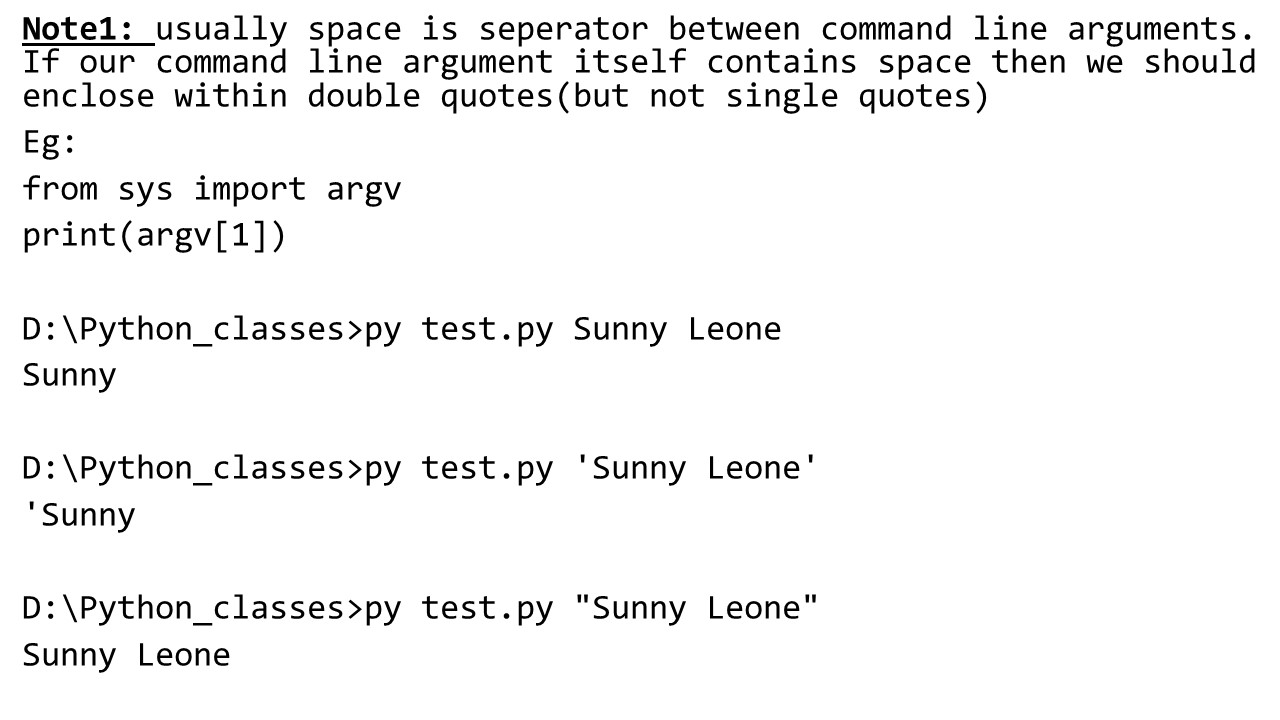 Note1: usually space is seperator between command line arguments.
If our command line argument itself contains space then we should
enclose within double quotes(but not single quotes)
Eg:
from sys import argv
print(argv[1])
D:\Python_classes>py test.py Sunny Leone
Sunny
D:\Python_classes>py test.py 'Sunny Leone'
'Sunny
D:\Python_classes>py test.py "Sunny Leone"
Sunny Leone